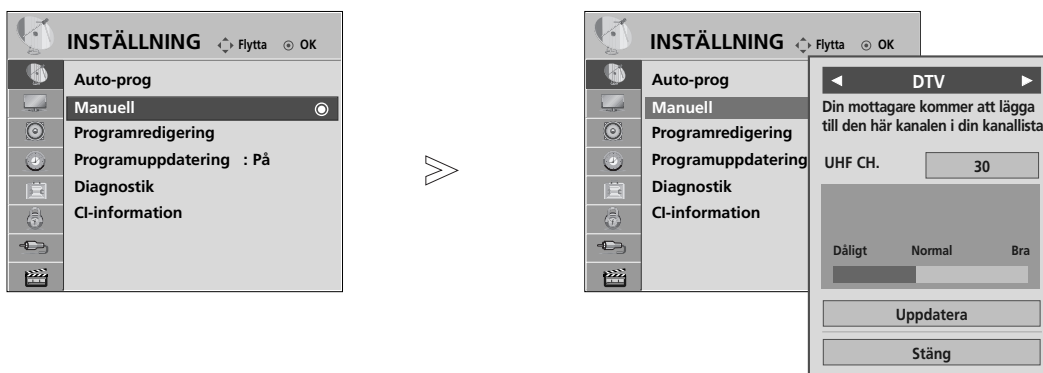 INSTÄLLNING Flytta OK
Auto-prog
Manuell
Programredigering
Programuppdatering : På
Diagnostik
CI-information
INSTÄLLNING Flytta OK
Auto-prog
Manuell
Programredigering
Programuppdatering
Diagnostik
CI-information
DTV
Din mottagare kommer att lägga
till den här kanalen i din kanallista
UHF CH. 30
Dåligt Normal Bra
Uppdatera
Stäng